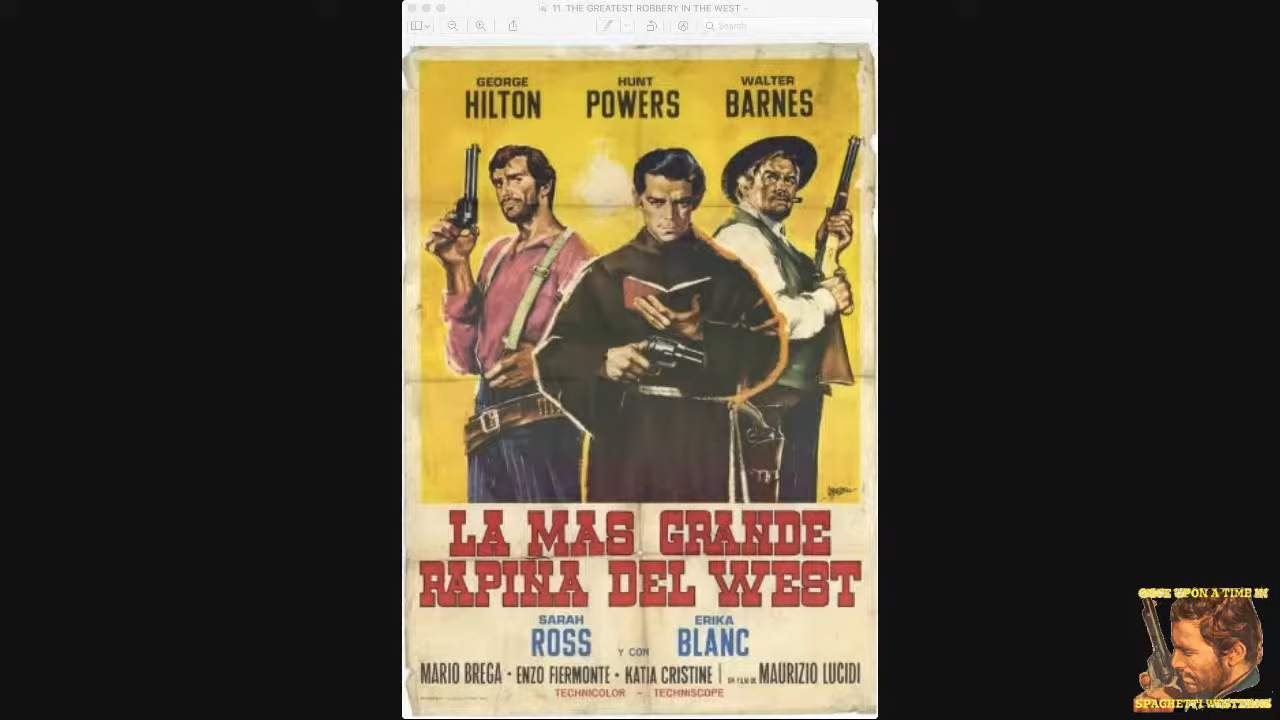 11. THE GREATEST ROBBERY IN THE WEST
Search
GEORGE HUNT WALTER
HILTON POWERS BARNES
LA MAS GRANDE
RAPIÑA DEL WEST
SARAH ERIKA
ROSS Y CON BLANC
MARIO BREGA • ENZO FIERMONTE • KATIA CRISTINE | UN FILM DE MAURIZIO LUCIDI
TECHNICOLOR - TECHNISCOPE
ONCE UPON A TIME IN
SPAGHETTI WESTERNS